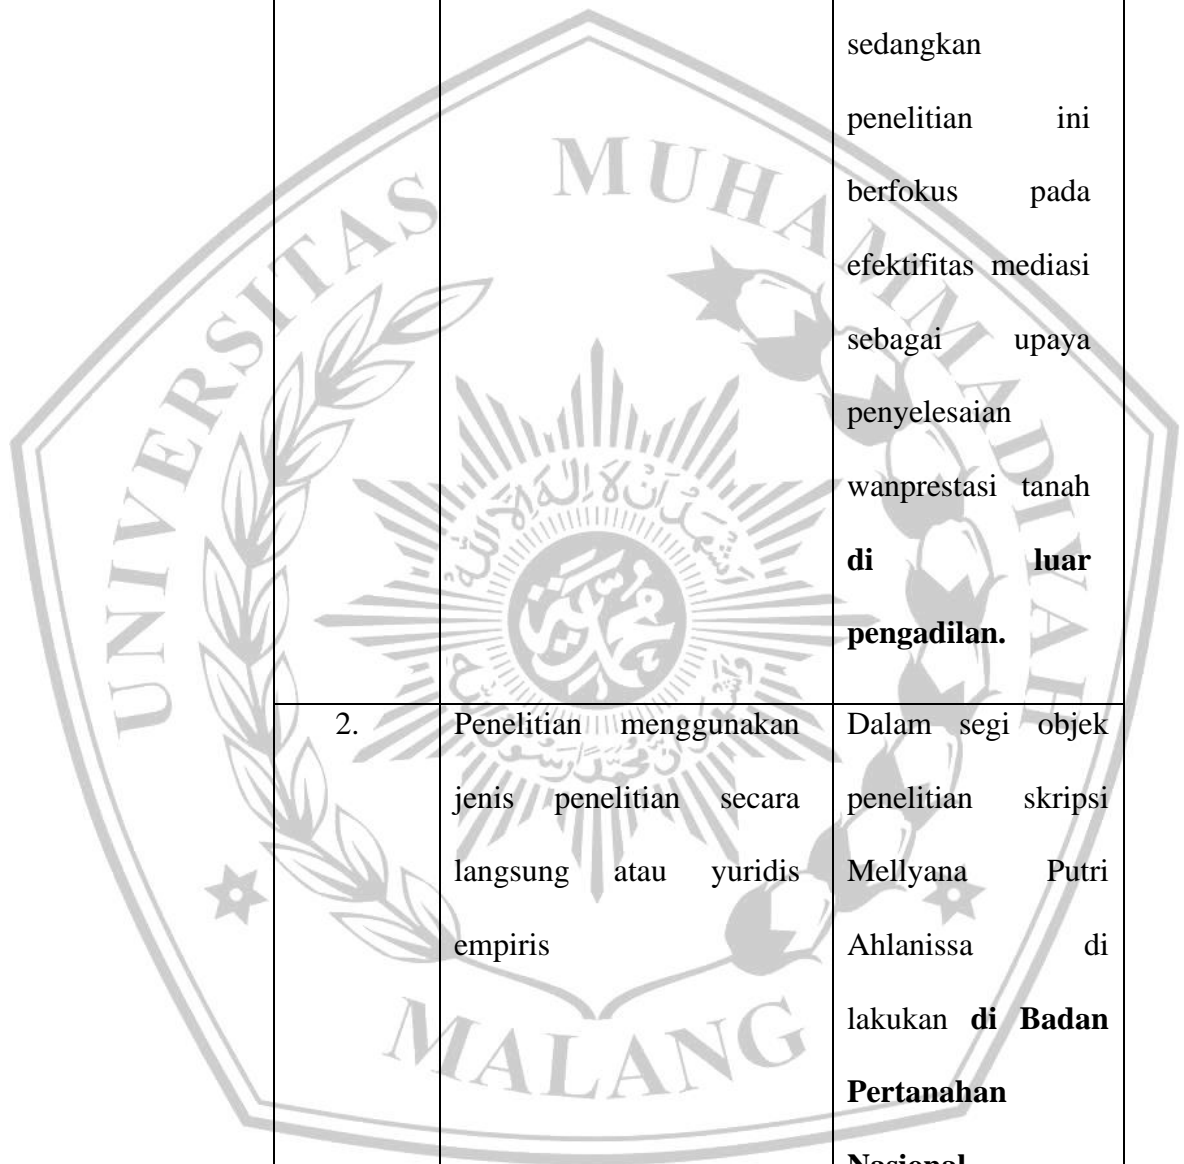 sedangkan
penelitian ini
berfokus pada
efektifitas mediasi
sebagai upaya
penyelesaian
wanprestasi tanah
di luar
pengadilan.
2.
Penelitian menggunakan
jenis penelitian secara
langsung atau yuridis
empiris
Dalam segi objek
penelitian skripsi
Mellyana Putri
Ahlanissa di
lakukan di Badan
Pertanahan
Nasional
UNIVERSITAS MUHAMMADIYAH
MALANG